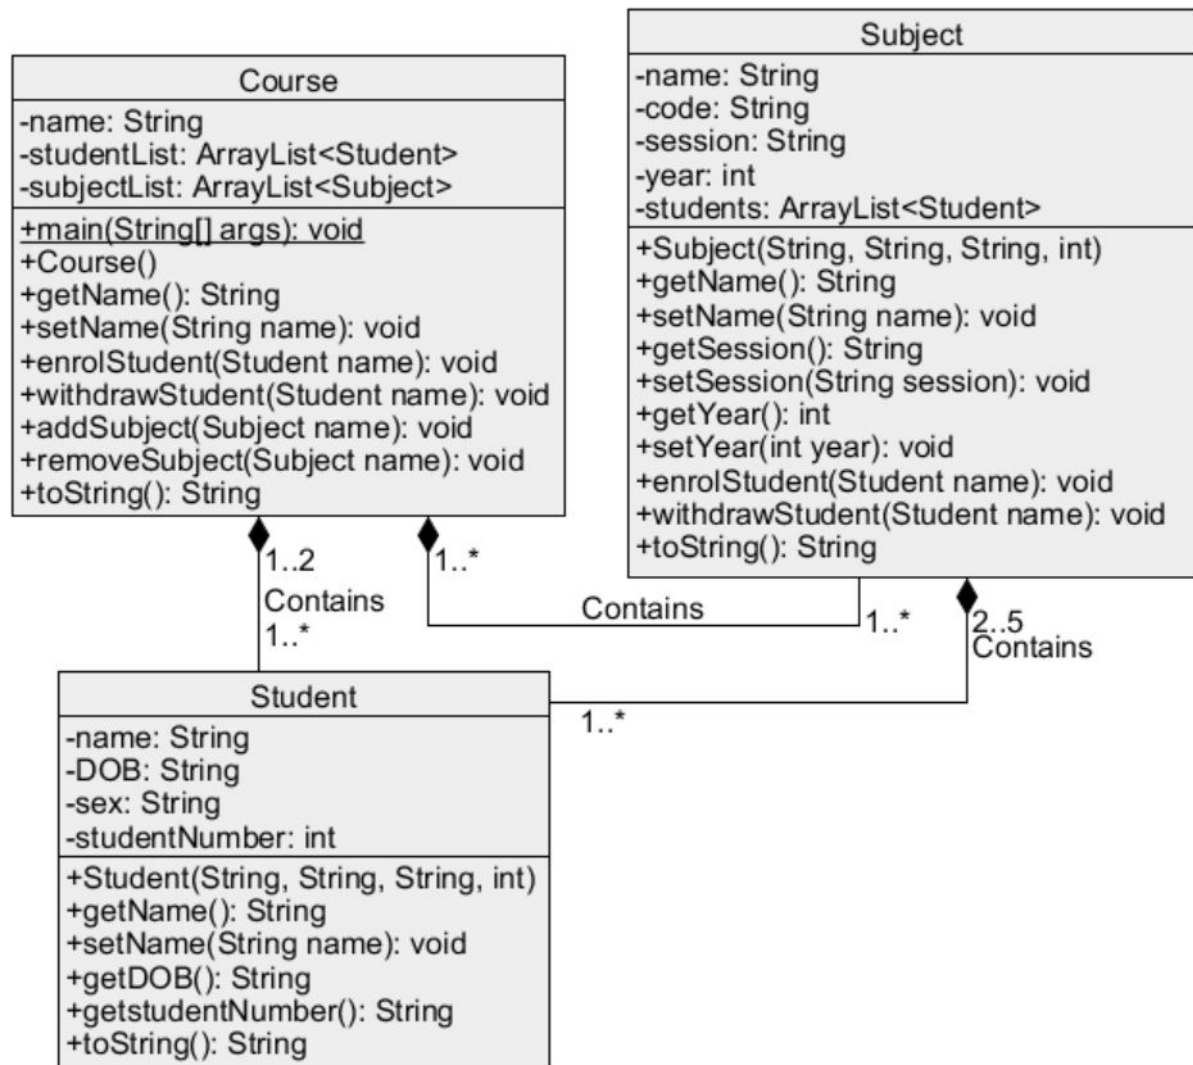 Course
-name: String
-studentList: ArrayList<Student>
-subjectList: ArrayList<Subject>
+main(String[] args): void
+Course()
+getName(): String
+setName(String name): void
+enrolStudent(Student name): void
+withdrawStudent(Student name): void
+addSubject(Subject name): void
+removeSubject(Subject name): void
+toString(): String
Subject
-name: String
-code: String
-session: String
-year: int
-students: ArrayList<Student>
+Subject(String, String, String, int)
+getName(): String
+setName(String name): void
+getSession(): String
+setSession(String session): void
+getYear(): int
+setYear(int year): void
+enrolStudent(Student name): void
+withdrawStudent(Student name): void
+toString(): String
1..2
Contains
1..*
1..*
Contains
1..*
2..5
Contains
1..*
Student
-name: String
-DOB: String
-sex: String
-studentNumber: int
+Student(String, String, String, int)
+getName(): String
+setName(String name): void
+getDOB(): String
+getstudentNumber(): String
+toString(): String